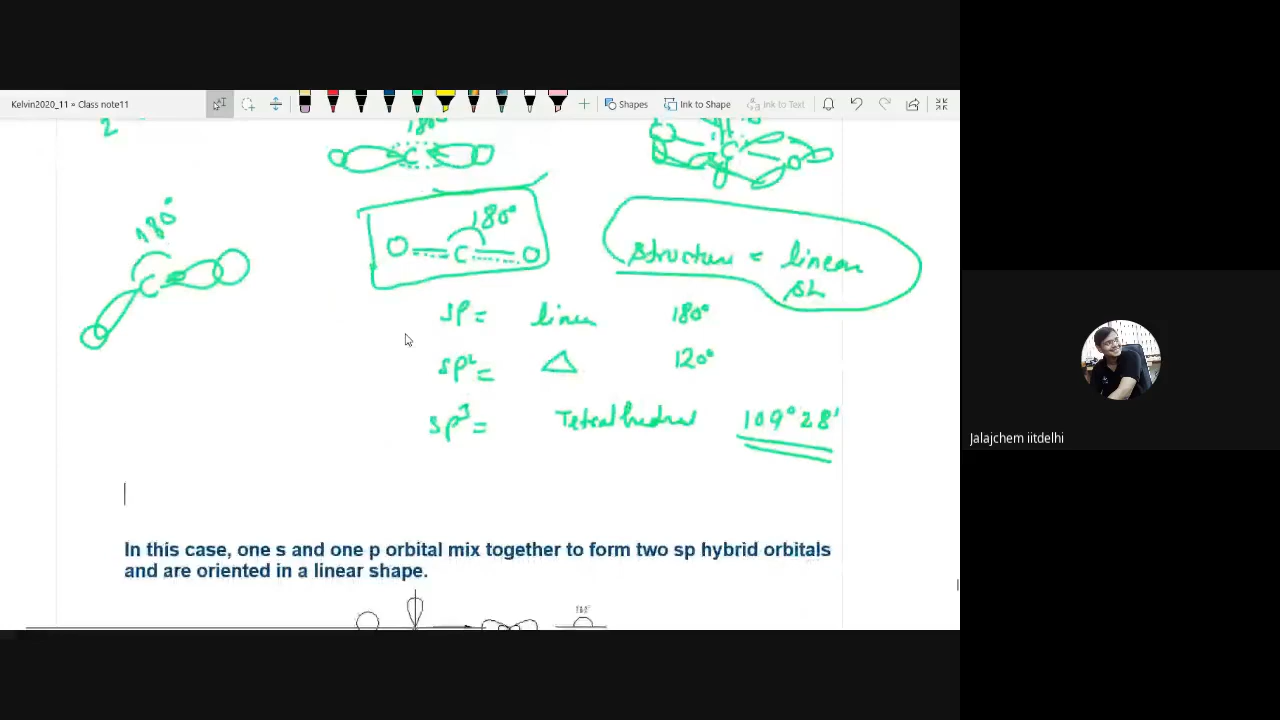 Kelvin2020_11 » Class note11
Shapes
Ink to Shape
Ink to Text
2
180°
180°
180°
O C O
structure = linear
sp = linear 180°
sp² = △ 120°
sp³ = Tetrahedral 109°28'
Jalajchem iitdelhi
In this case, one s and one p orbital mix together to form two sp hybrid orbitals
and are oriented in a linear shape.
180°